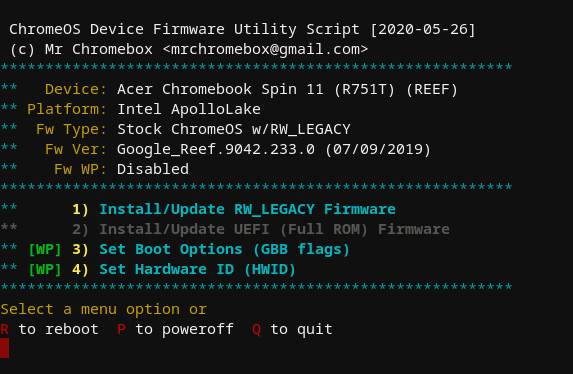 ChromeOS Device Firmware Utility Script [2020-05-26]
(c) Mr Chromebox <mrchromebox@gmail.com>
*********************************************************
**   Device: Acer Chromebook Spin 11 (R751T) (REEF)
** Platform: Intel ApolloLake
**  Fw Type: Stock ChromeOS w/RW_LEGACY
**   Fw Ver: Google_Reef.9042.233.0 (07/09/2019)
**    Fw WP: Disabled
*********************************************************
**      1) Install/Update RW_LEGACY Firmware
**      2) Install/Update UEFI (Full ROM) Firmware
** [WP] 3) Set Boot Options (GBB flags)
** [WP] 4) Set Hardware ID (HWID)
*********************************************************
Select a menu option or
R to reboot  P to poweroff  Q to quit